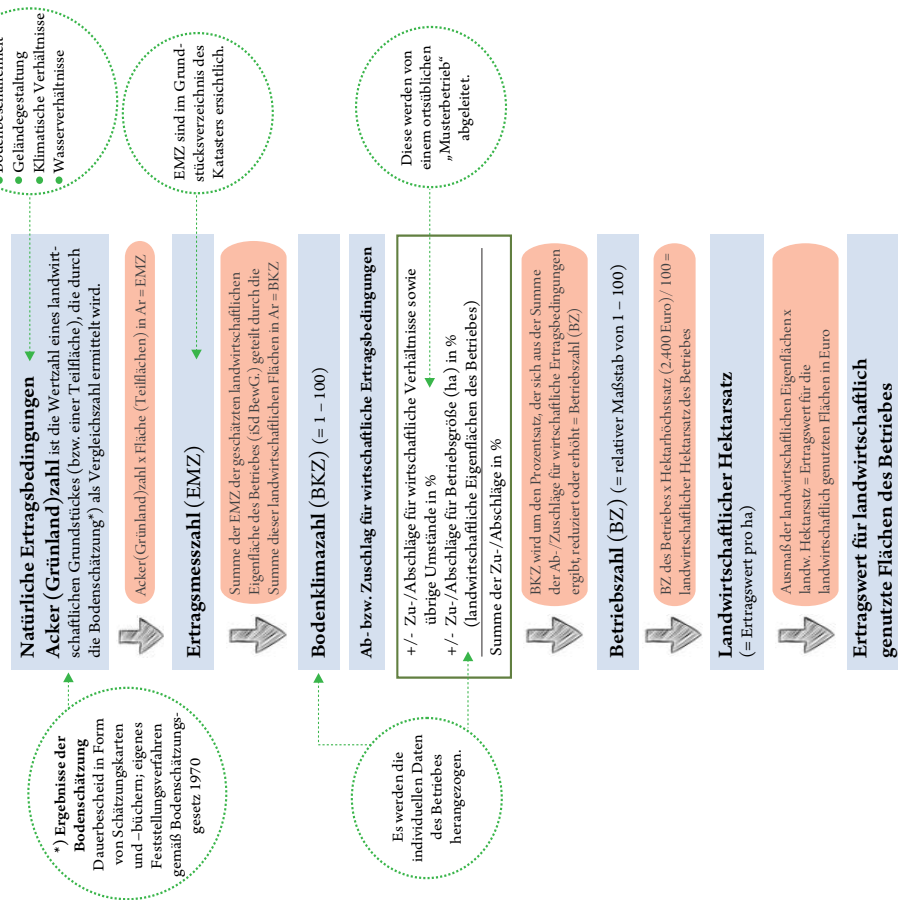 Geländegestaltung
Klimatische Verhältnisse
Wasserverhältnisse
Natürliche Ertragsbedingungen
Acker (Grünland)zahl ist die Wertzahl eines landwirt-
schaftlichen Grundstückes (bzw. einer Teilfläche), die durch
die Bodenschätzung*) als Vergleichszahl ermittelt wird.
*) Ergebnisse der
Bodenschätzung
Dauerbescheid in Form
von Schätzungskarten
und –büchern; eigenes
Feststellungsverfahren
gemäß Bodenschätzungs-
gesetz 1970
Acker(Grünland)zahl x Fläche (Teilflächen) in Ar = EMZ
Ertragsmesszahl (EMZ)
EMZ sind im Grund-
stücksverzeichnis des
Katasters ersichtlich.
Summe der EMZ der geschätzten landwirtschaftlichen
Eigenfläche des Betriebes (iSd BewG.) geteilt durch die
Summe dieser landwirtschaftlichen Flächen in Ar = BKZ
Bodenklimazahl (BKZ) (= 1 – 100)
Ab- bzw. Zuschlag für wirtschaftliche Ertragsbedingungen
+/- Zu-/Abschläge für wirtschaftliche Verhältnisse sowie
übrige Umstände in %
+/- Zu-/Abschläge für Betriebsgröße (ha) in %
(landwirtschaftliche Eigenflächen des Betriebes)
Summe der Zu-/Abschläge in %
Diese werden von
einem ortsüblichen
„Musterbetrieb“
abgeleitet.
Es werden die
individuellen Daten
des Betriebes
herangezogen.
BKZ wird um den Prozentsatz, der sich aus der Summe
der Ab-/Zuschläge für wirtschaftliche Ertragsbedingungen
ergibt, reduziert oder erhöht = Betriebszahl (BZ)
Betriebszahl (BZ) (= relativer Maßstab von 1 – 100)
BZ des Betriebes x Hektarhöchstsatz (2.400 Euro)/ 100 =
landwirtschaftlicher Hektarsatz des Betriebes
Landwirtschaftlicher Hektarsatz
(= Ertragswert pro ha)
Ausmaß der landwirtschaftlichen Eigenflächen x
landw. Hektarsatz = Ertragswert für die
landwirtschaftlich genutzten Flächen in Euro
Ertragswert für landwirtschaftlich
genutzte Flächen des Betriebes